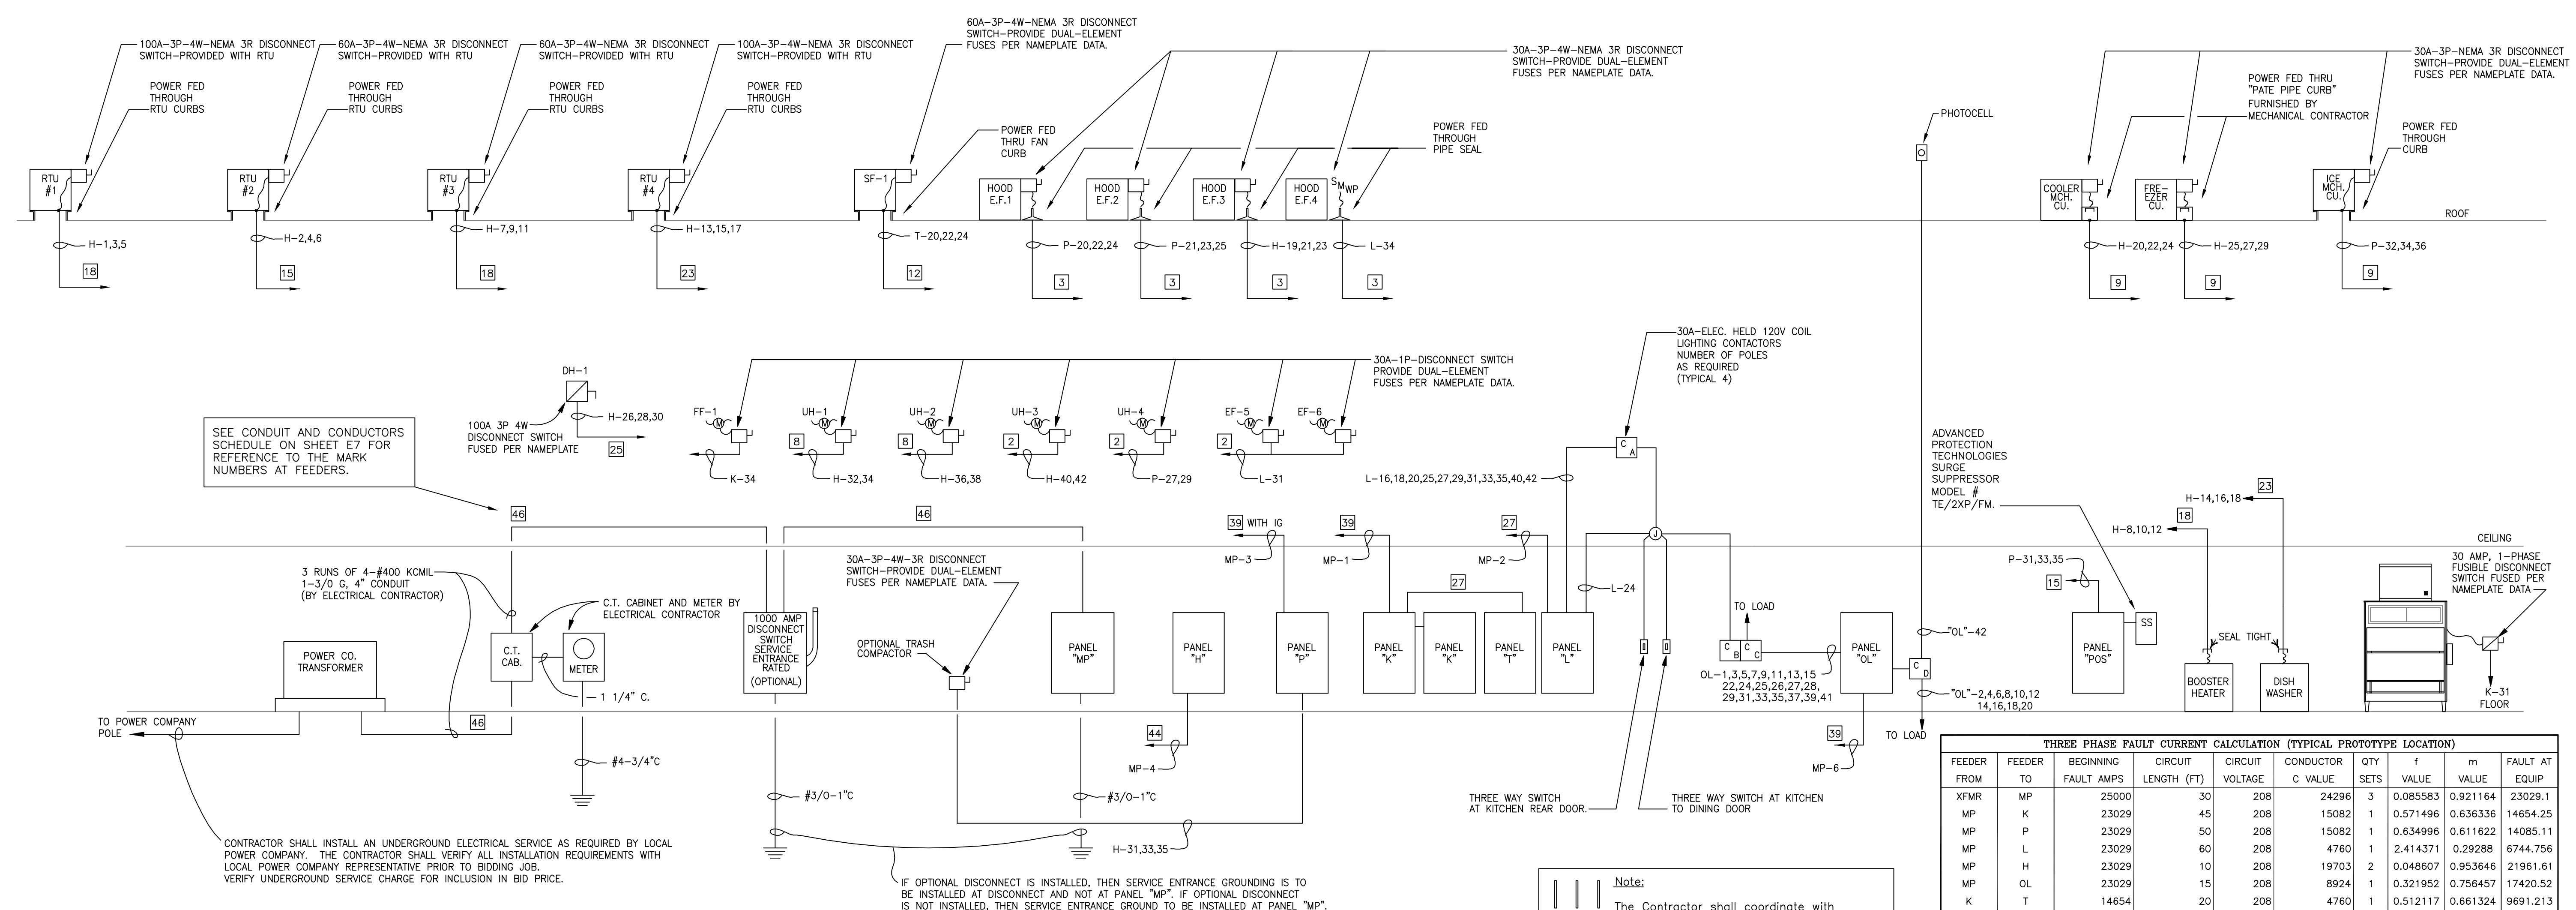 100A-3P-4W-NEMA 3R DISCONNECT
SWITCH-PROVIDED WITH RTU
60A-3P-4W-NEMA 3R DISCONNECT
SWITCH-PROVIDED WITH RTU
60A-3P-4W-NEMA 3R DISCONNECT
SWITCH-PROVIDED WITH RTU
100A-3P-4W-NEMA 3R DISCONNECT
SWITCH-PROVIDED WITH RTU
60A-3P-4W-NEMA 3R DISCONNECT
SWITCH-PROVIDE DUAL-ELEMENT
FUSES PER NAMEPLATE DATA.
30A-3P-4W-NEMA 3R DISCONNECT
SWITCH-PROVIDE DUAL-ELEMENT
FUSES PER NAMEPLATE DATA.
30A-3P-NEMA 3R DISCONNECT
SWITCH-PROVIDE DUAL-ELEMENT
FUSES PER NAMEPLATE DATA.
POWER FED
THROUGH
RTU CURBS
POWER FED
THROUGH
RTU CURBS
POWER FED
THROUGH
RTU CURBS
POWER FED
THROUGH
RTU CURBS
POWER FED
THRU FAN
CURB
POWER FED
THROUGH
PIPE SEAL
PHOTOCELL
POWER FED THRU
"PATE PIPE CURB"
FURNISHED BY
MECHANICAL CONTRACTOR
POWER FED
THROUGH
CURB
RTU
#1
RTU
#2
RTU
#3
RTU
#4
SF-1
HOOD
E.F.1
HOOD
E.F.2
HOOD
E.F.3
HOOD
E.F.4
SMWP
O
COOLER
MCH.
CU.
FRE-
EZER
CU.
ICE
MCH.
CU.
ROOF
H-1,3,5
H-2,4,6
H-7,9,11
H-13,15,17
T-20,22,24
P-20,22,24
P-21,23,25
H-19,21,23
L-34
H-20,22,24
H-25,27,29
P-32,34,36
18
15
18
23
12
3
3
3
3
9
9
9
30A-ELEC. HELD 120V COIL
LIGHTING CONTACTORS
NUMBER OF POLES
AS REQUIRED
(TYPICAL 4)
30A-1P-DISCONNECT SWITCH
PROVIDE DUAL-ELEMENT
FUSES PER NAMEPLATE DATA.
DH-1
H-26,28,30
100A 3P 4W
DISCONNECT SWITCH
FUSED PER NAMEPLATE
25
FF-1
UH-1
UH-2
UH-3
UH-4
EF-5
EF-6
M
M
M
M
M
M
M
8
8
2
2
2
K-34
H-32,34
H-36,38
H-40,42
P-27,29
L-31
C
A
L-16,18,20,25,27,29,31,33,35,40,42
SEE CONDUIT AND CONDUCTORS
SCHEDULE ON SHEET E7 FOR
REFERENCE TO THE MARK
NUMBERS AT FEEDERS.
ADVANCED
PROTECTION
TECHNOLOGIES
SURGE
SUPPRESSOR
MODEL #
TE/2XP/FM.
46
46
39 WITH IG
39
27
J
MP-3
MP-1
MP-2
23
H-14,16,18
18
H-8,10,12
CEILING
3 RUNS OF 4-#400 KCMIL
1-3/0 G, 4" CONDUIT
(BY ELECTRICAL CONTRACTOR)
C.T. CABINET AND METER BY
ELECTRICAL CONTRACTOR
30A-3P-4W-3R DISCONNECT
SWITCH-PROVIDE DUAL-ELEMENT
FUSES PER NAMEPLATE DATA.
27
L-24
P-31,33,35
15
30 AMP, 1-PHASE
FUSIBLE DISCONNECT
SWITCH FUSED PER
NAMEPLATE DATA
POWER CO.
TRANSFORMER
C.T.
CAB.
METER
1 1/4" C.
1000 AMP
DISCONNECT
SWITCH
SERVICE
ENTRANCE
RATED
(OPTIONAL)
OPTIONAL TRASH
COMPACTOR
PANEL
"MP"
PANEL
"H"
PANEL
"P"
PANEL
"K"
PANEL
"K"
PANEL
"T"
PANEL
"L"
TO LOAD
C
B
C
C
PANEL
"OL"
"OL"-42
C
D
"OL"-2,4,6,8,10,12
14,16,18,20
OL-1,3,5,7,9,11,13,15
22,24,25,26,27,28,
29,31,33,35,37,39,41
PANEL
"POS"
SS
SEAL TIGHT
BOOSTER
HEATER
DISH
WASHER
K-31
FLOOR
TO POWER COMPANY
POLE
46
#4-3/4"C
44
MP-4
39
MP-6
TO LOAD
#3/0-1"C
#3/0-1"C
H-31,33,35
THREE WAY SWITCH
AT KITCHEN REAR DOOR.
THREE WAY SWITCH AT KITCHEN
TO DINING DOOR
CONTRACTOR SHALL INSTALL AN UNDERGROUND ELECTRICAL SERVICE AS REQUIRED BY LOCAL
POWER COMPANY. THE CONTRACTOR SHALL VERIFY ALL INSTALLATION REQUIREMENTS WITH
LOCAL POWER COMPANY REPRESENTATIVE PRIOR TO BIDDING JOB.
VERIFY UNDERGROUND SERVICE CHARGE FOR INCLUSION IN BID PRICE.
IF OPTIONAL DISCONNECT IS INSTALLED, THEN SERVICE ENTRANCE GROUNDING IS TO
BE INSTALLED AT DISCONNECT AND NOT AT PANEL "MP". IF OPTIONAL DISCONNECT
IS NOT INSTALLED, THEN SERVICE ENTRANCE GROUND TO BE INSTALLED AT PANEL "MP".
Note:
The Contractor shall coordinate with
THREE PHASE FAULT CURRENT CALCULATION (TYPICAL PROTOTYPE LOCATION)
FEEDER FEEDER BEGINNING CIRCUIT CIRCUIT CONDUCTOR QTY f m FAULT AT
FROM TO FAULT AMPS LENGTH (FT) VOLTAGE C VALUE SETS VALUE VALUE EQUIP
XFMR MP 25000 30 208 24296 3 0.085583 0.921164 23029.1
MP K 23029 45 208 15082 1 0.571496 0.636336 14654.25
MP P 23029 50 208 15082 1 0.634996 0.611622 14085.11
MP L 23029 60 208 4760 1 2.414371 0.29288 6744.756
MP H 23029 10 208 19703 2 0.048607 0.953646 21961.61
MP OL 23029 15 208 8924 1 0.321952 0.756457 17420.52
K T 14654 20 208 4760 1 0.512117 0.661324 9691.213